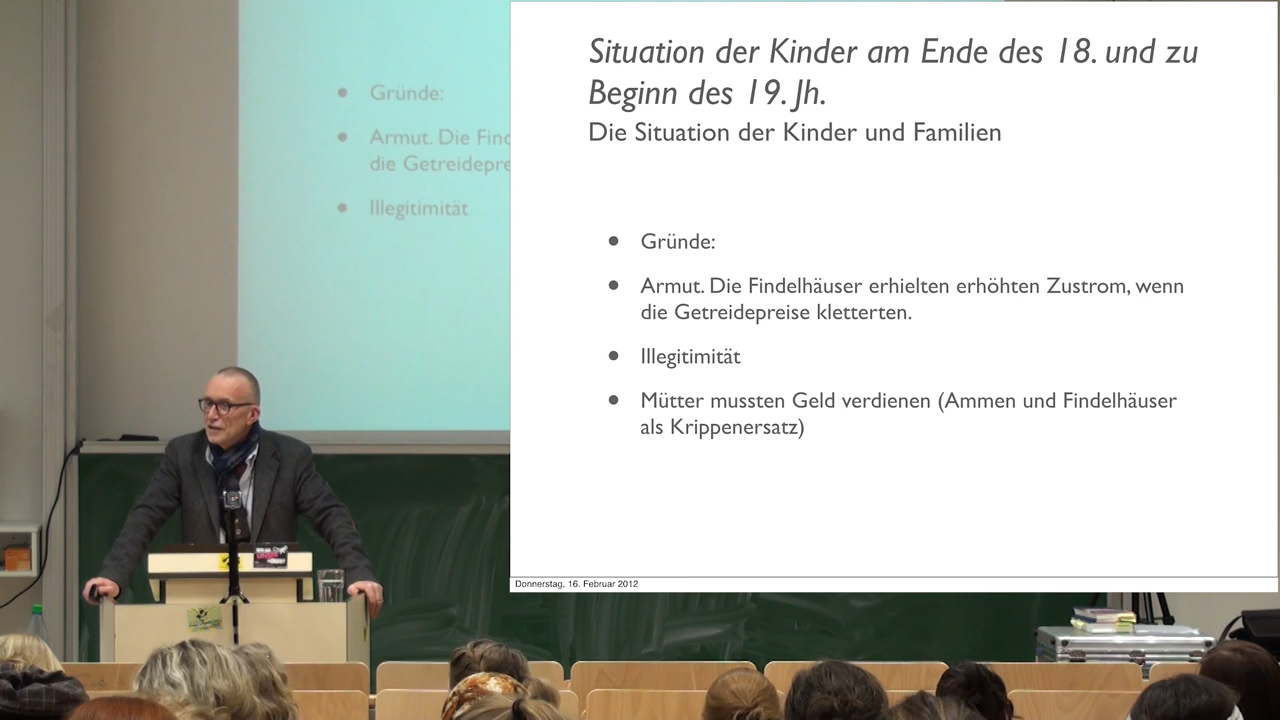 Gründe:
Armut. Die Find
die Getreidepre
Illegitimität
Situation der Kinder am Ende des 18. und zu
Beginn des 19. Jh.
Die Situation der Kinder und Familien
Gründe:
Armut. Die Findelhäuser erhielten erhöhten Zustrom, wenn
die Getreidepreise kletterten.
Illegitimität
Mütter mussten Geld verdienen (Ammen und Findelhäuser
als Krippenersatz)
Donnerstag, 16. Februar 2012